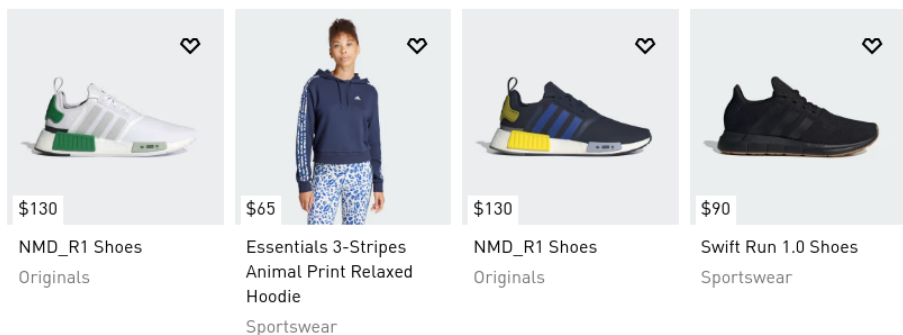 $130
NMD_R1 Shoes
Originals
$65
Essentials 3-Stripes
Animal Print Relaxed
Hoodie
Sportswear
$130
NMD_R1 Shoes
Originals
$90
Swift Run 1.0 Shoes
Sportswear